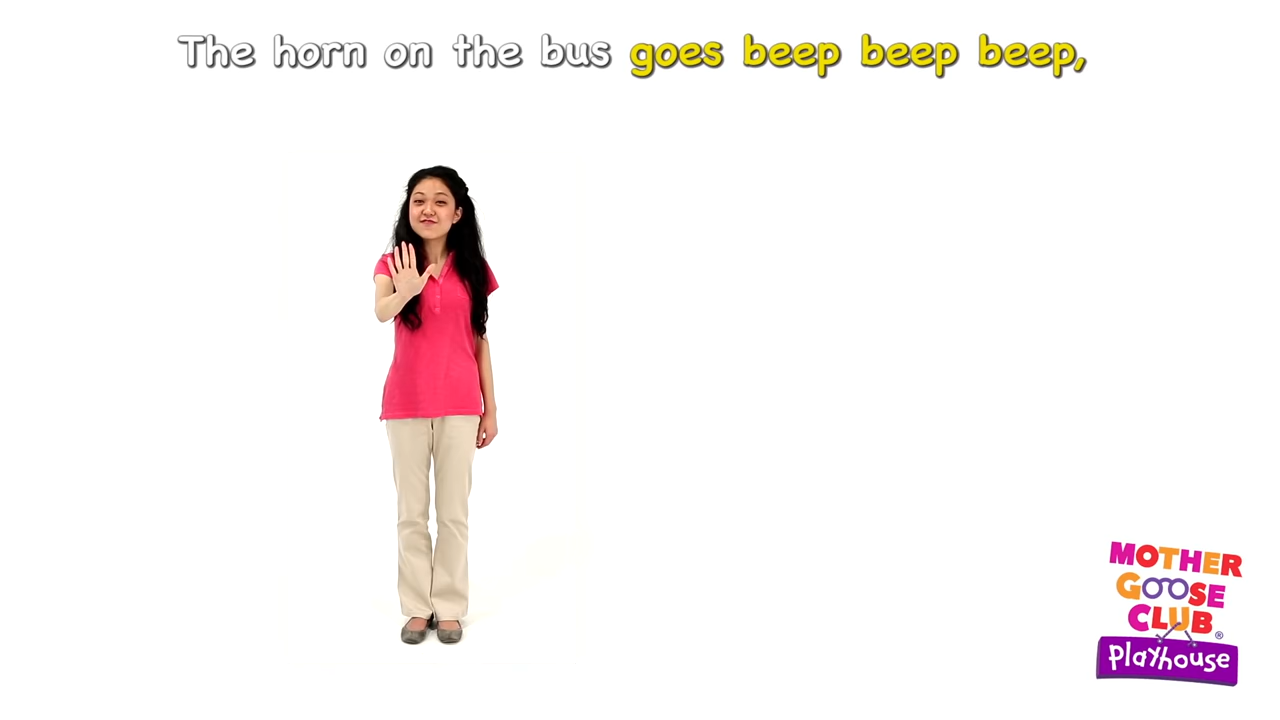 The horn on the bus goes beep beep beep,
MOTHER
GOOSE
CLUB®
Playhouse